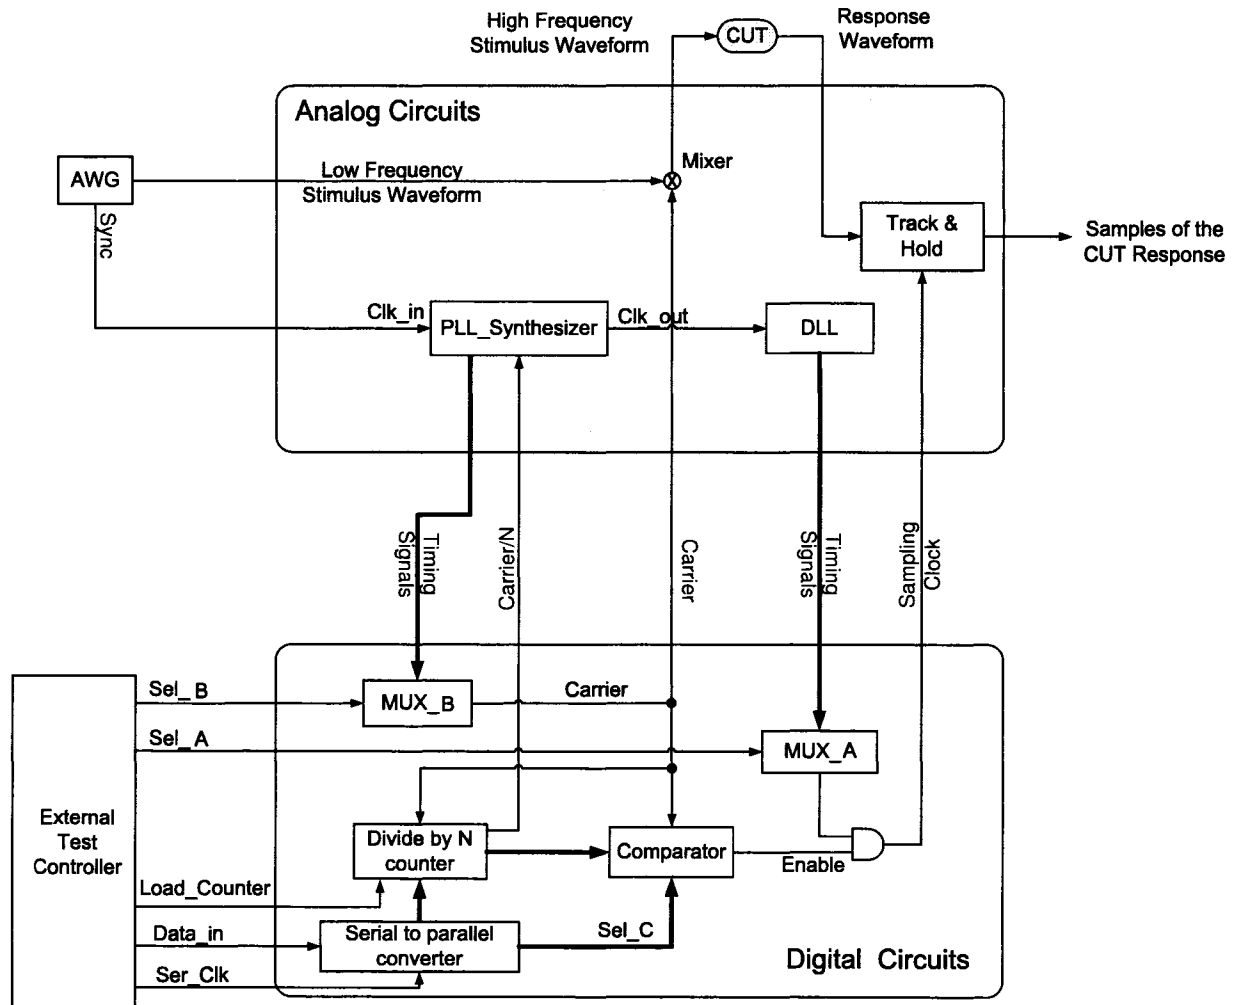 High Frequency
Stimulus Waveform
CUT
Response
Waveform
Analog Circuits
AWG
Low Frequency
Stimulus Waveform
Mixer
Sync
Track &
Hold
Samples of the
CUT Response
Clk_in
PLL_Synthesizer
Clk_out
DLL
Timing
Signals
Carrier/N
Carrier
Timing
Signals
Sampling
Clock
Sel_B
MUX_B
Carrier
Sel_A
MUX_A
External
Test
Controller
Divide by N
counter
Comparator
Enable
Load_Counter
Data_in
Serial to parallel
converter
Sel_C
Ser_Clk
Digital Circuits